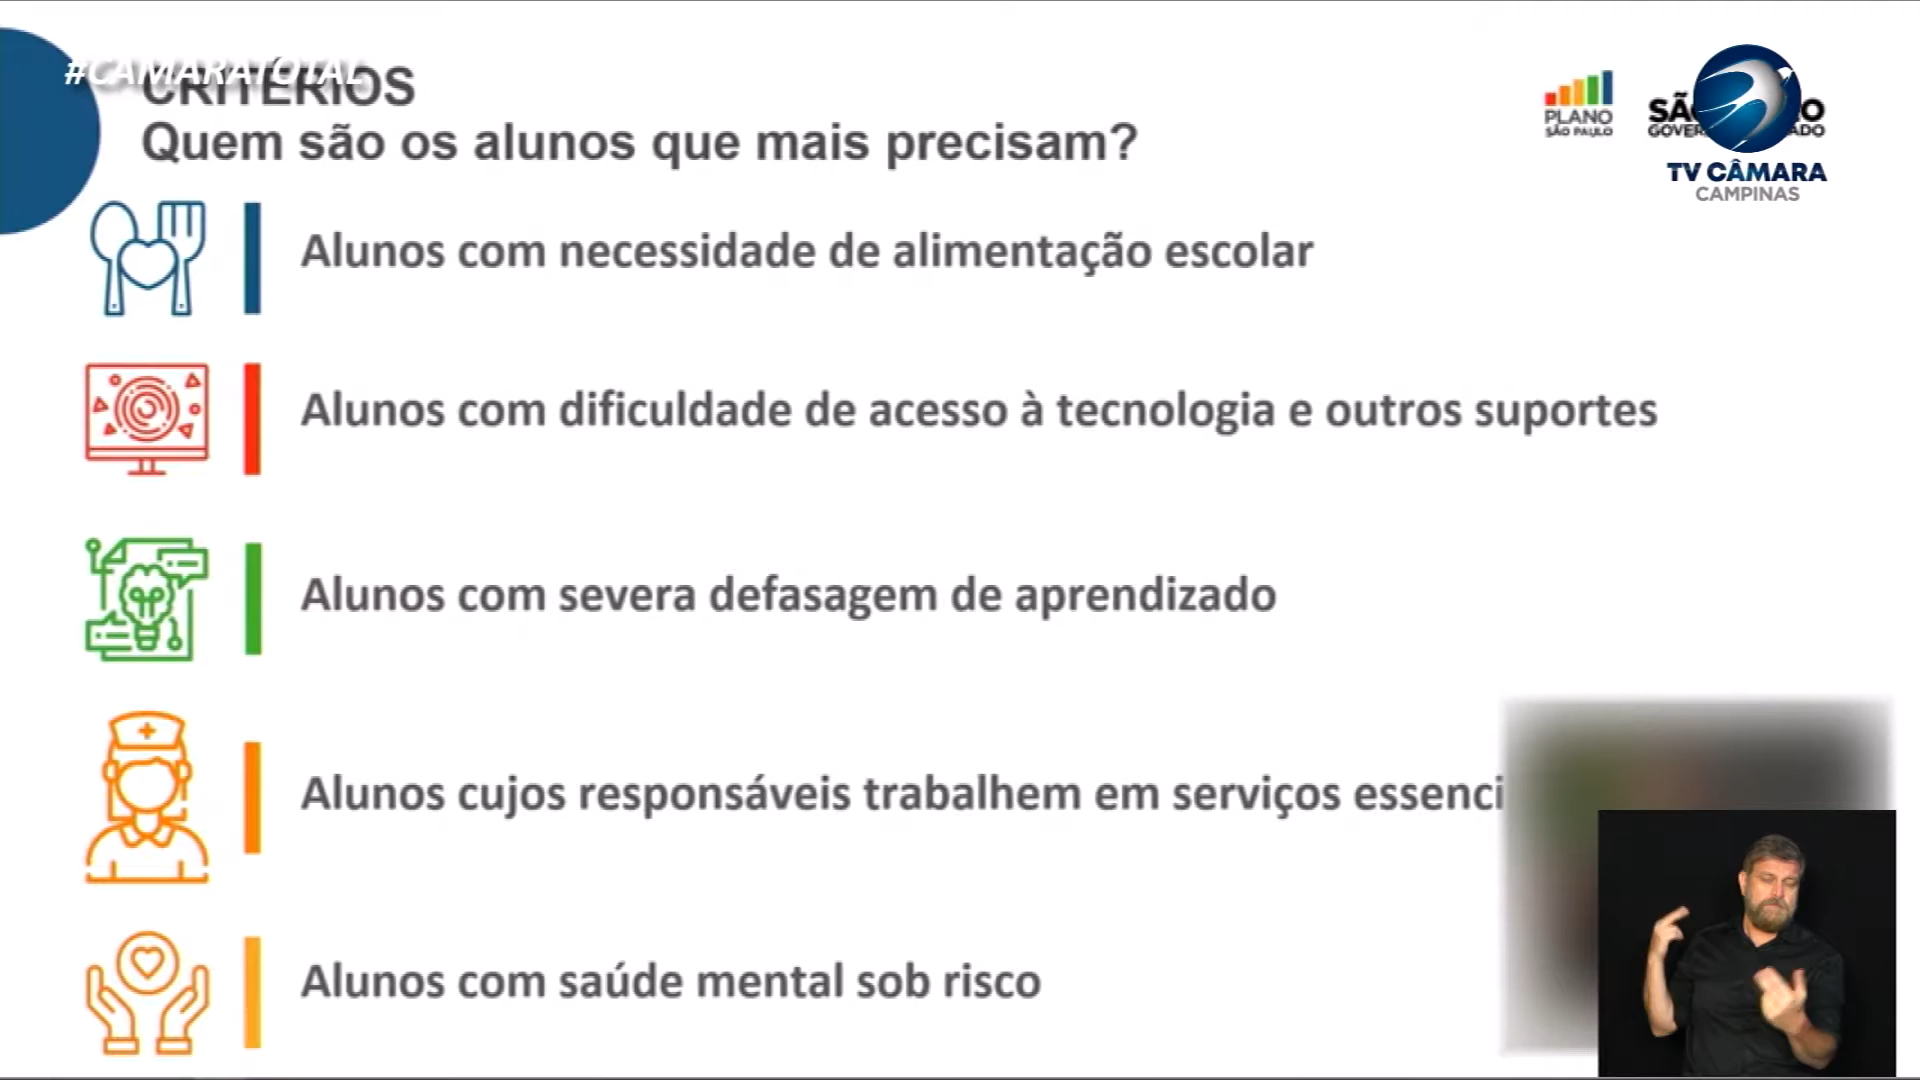 #CAMARATOTAL
CRITÉRIOS
Quem são os alunos que mais precisam?
PLANO
SÃO PAULO
TV CÂMARA
CAMPINAS
Alunos com necessidade de alimentação escolar
Alunos com dificuldade de acesso à tecnologia e outros suportes
Alunos com severa defasagem de aprendizado
Alunos cujos responsáveis trabalhem em serviços essenci
Alunos com saúde mental sob risco